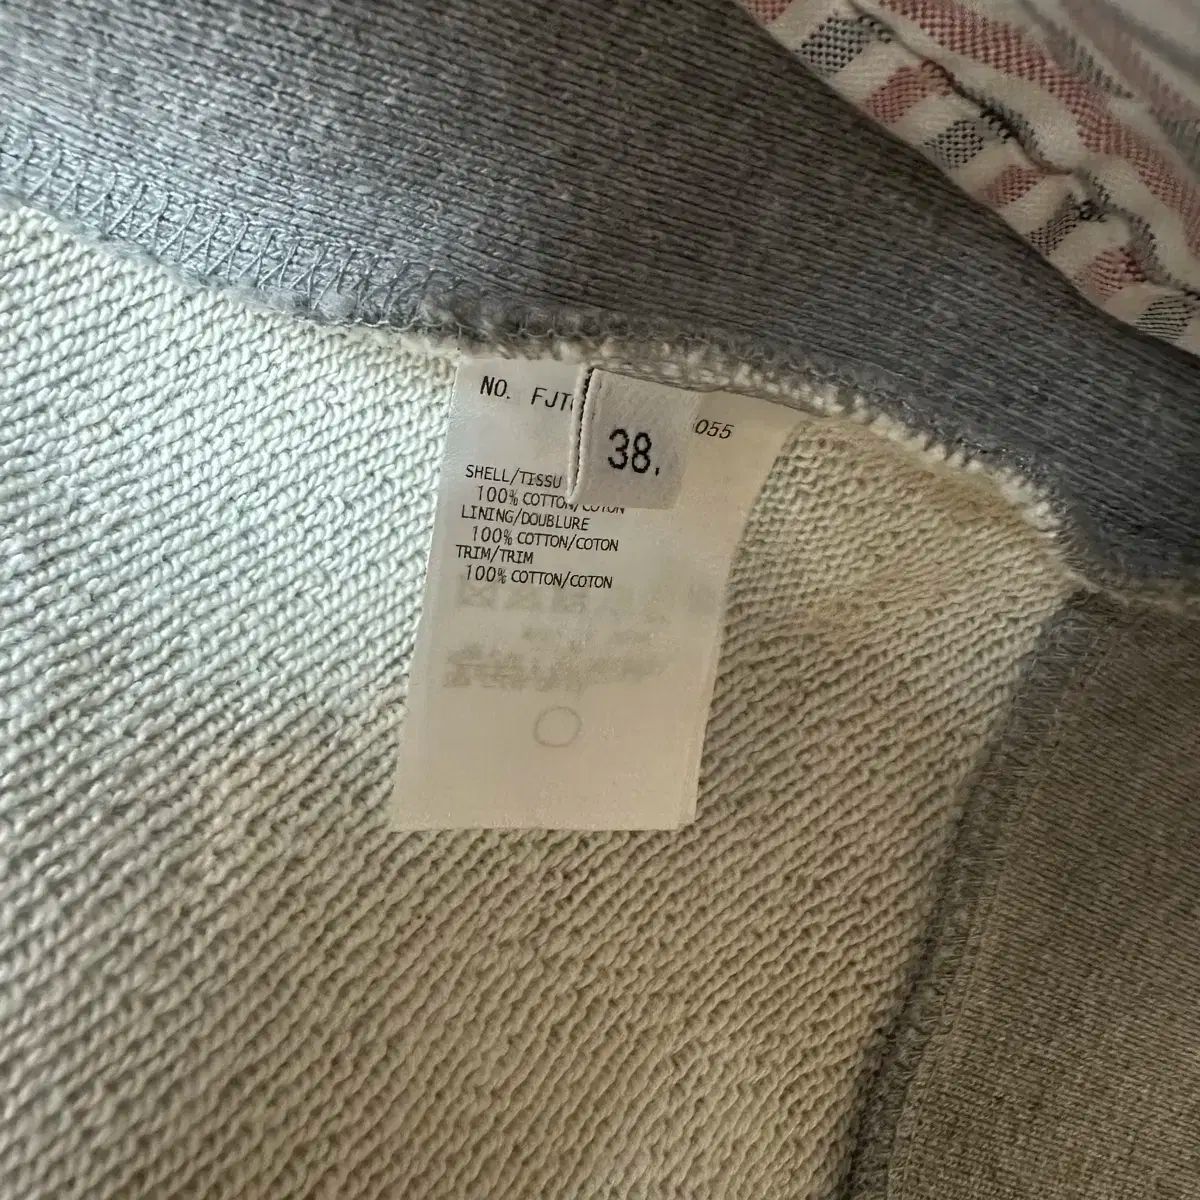 NO. FJT 055
38.
SHELL/TISSU
100% COTTON/COTON
LINING/DOUBLURE
100% COTTON/COTON
TRIM/TRIM
100% COTTON/COTON